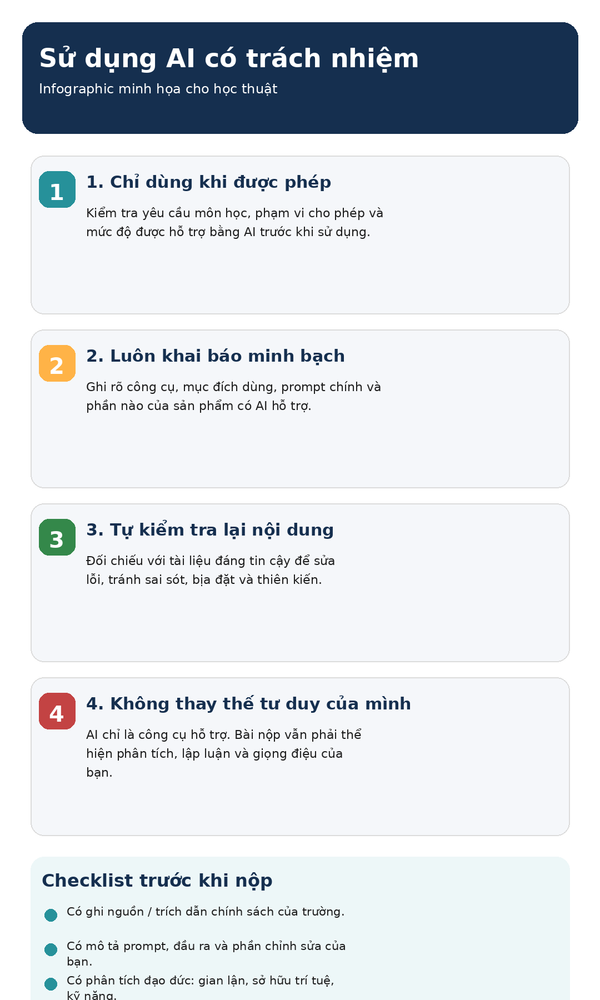 Sử dụng AI có trách nhiệm
Infographic minh họa cho học thuật
1
1. Chỉ dùng khi được phép
Kiểm tra yêu cầu môn học, phạm vi cho phép và
mức độ được hỗ trợ bằng AI trước khi sử dụng.
2
2. Luôn khai báo minh bạch
Ghi rõ công cụ, mục đích dùng, prompt chính và
phần nào của sản phẩm có AI hỗ trợ.
3
3. Tự kiểm tra lại nội dung
Đối chiếu với tài liệu đáng tin cậy để sửa
lỗi, tránh sai sót, bịa đặt và thiên kiến.
4
4. Không thay thế tư duy của mình
AI chỉ là công cụ hỗ trợ. Bài nộp vẫn phải thể
hiện phân tích, lập luận và giọng điệu của
bạn.
Checklist trước khi nộp
Có ghi nguồn / trích dẫn chính sách của trường.
Có mô tả prompt, đầu ra và phần chỉnh sửa của
bạn.
Có phân tích đạo đức: gian lận, sở hữu trí tuệ,
kỹ năng.